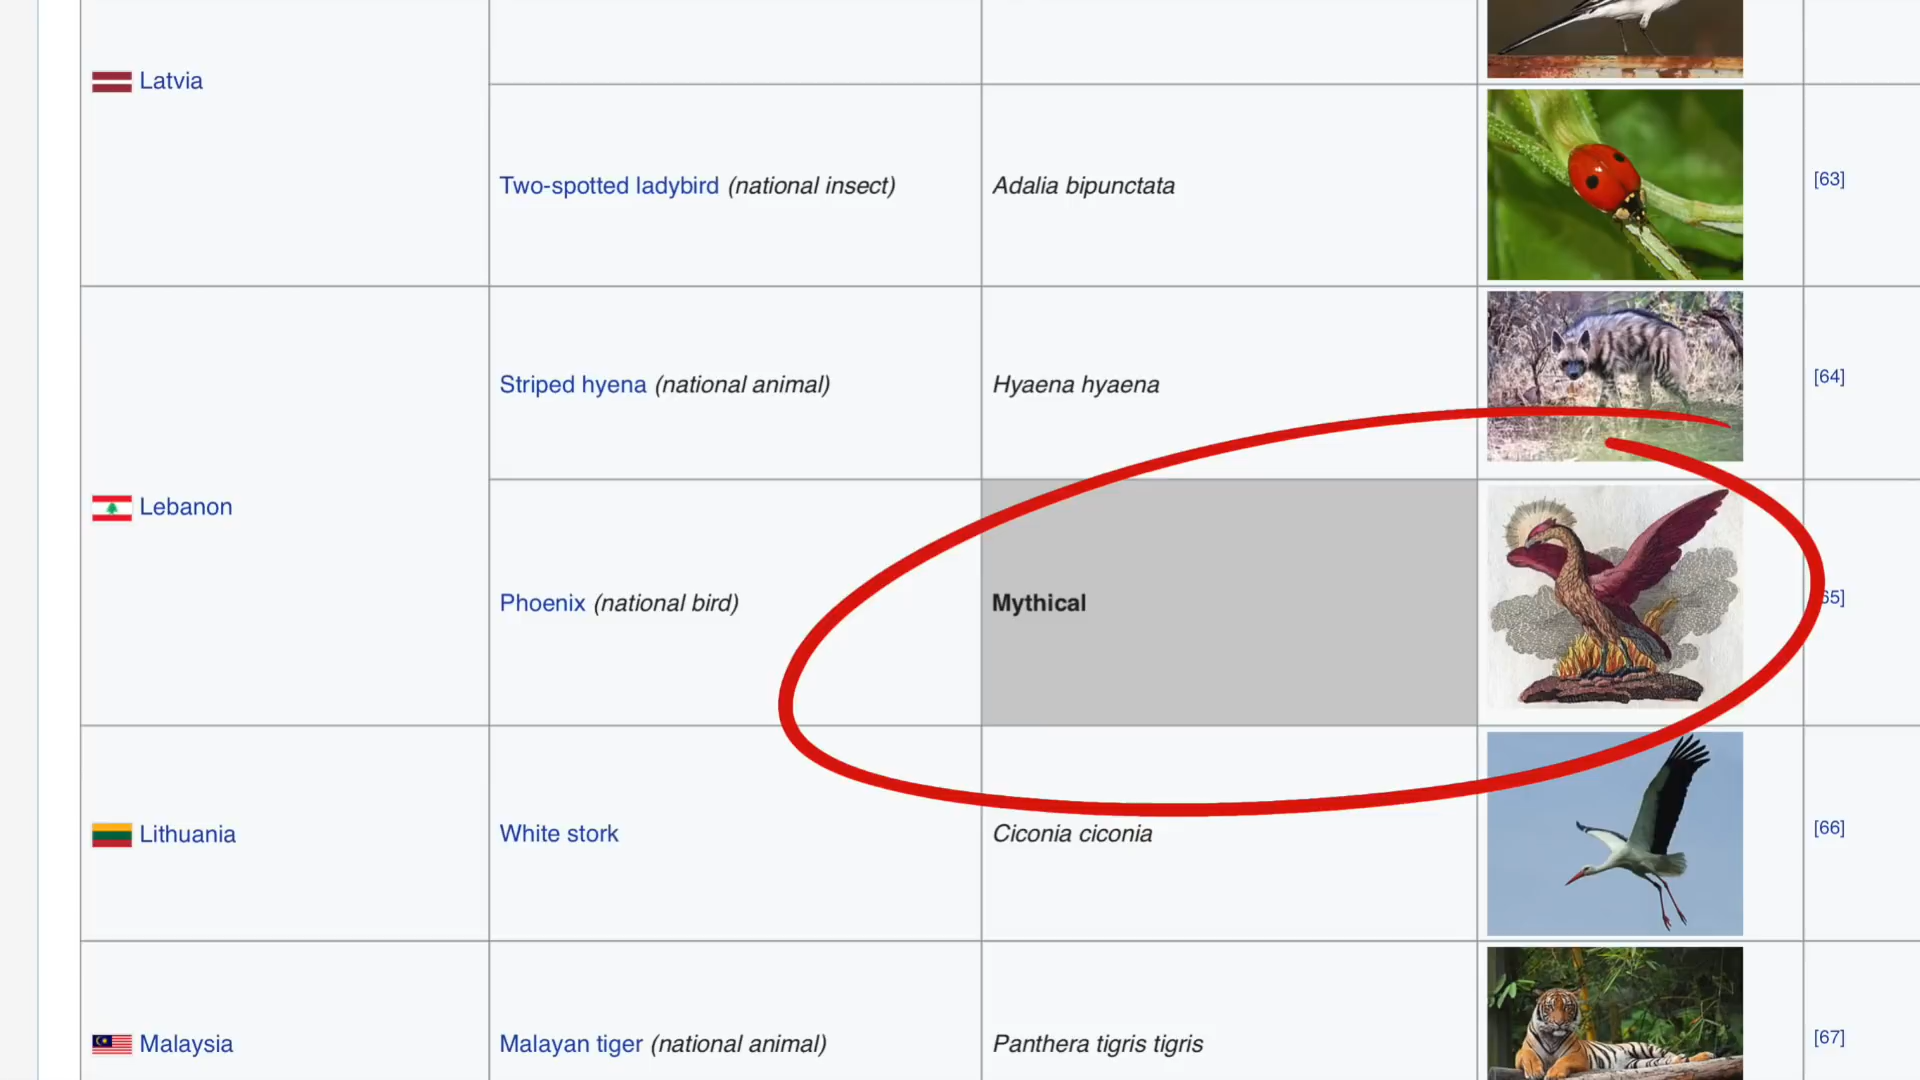 Latvia
Two-spotted ladybird (national insect) Adalia bipunctata [63]
Striped hyena (national animal) Hyaena hyaena [64]
Lebanon
Phoenix (national bird) Mythical 65]
Lithuania White stork Ciconia ciconia [66]
Malaysia Malayan tiger (national animal) Panthera tigris tigris [67]